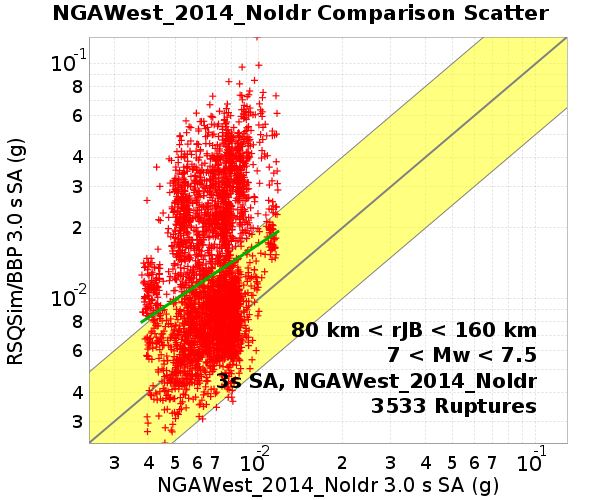 NGAWest_2014_NoIdr Comparison Scatter
RSQSim/BBP 3.0 s SA (g)
10-1
8
6
4
3
2
10-2
8
6
4
3
80 km < rJB < 160 km
7 < Mw < 7.5
3s SA, NGAWest_2014_NoIdr
3533 Ruptures
3 4 5 6 7 10-2 2 3 4 5 6 7 10-1
NGAWest_2014_NoIdr 3.0 s SA (g)